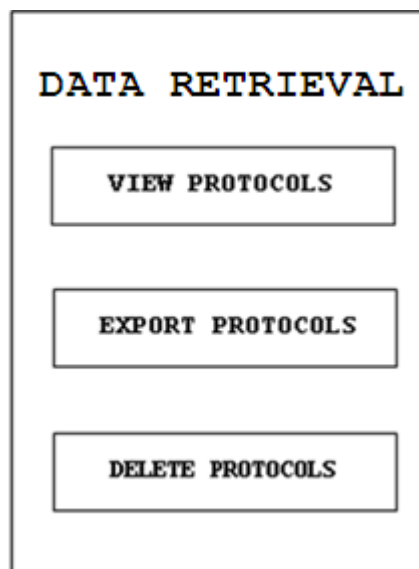 DATA RETRIEVAL
VIEW PROTOCOLS
EXPORT PROTOCOLS
DELETE PROTOCOLS